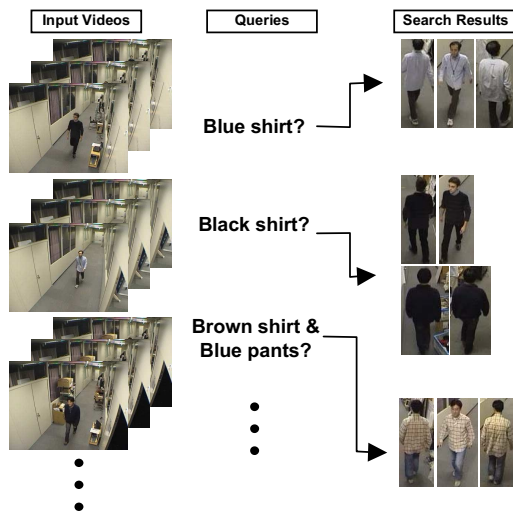 Input Videos
Queries
Search Results
Blue shirt?
Black shirt?
Brown shirt &
Blue pants?